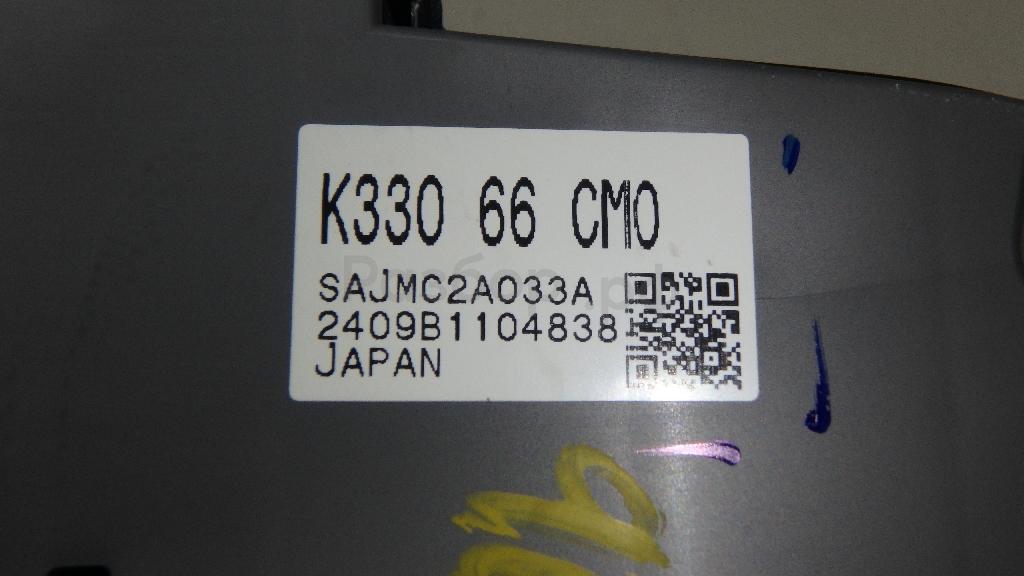 K330 66 CM0
SAJMC2A033A
2409B1104838
JAPAN